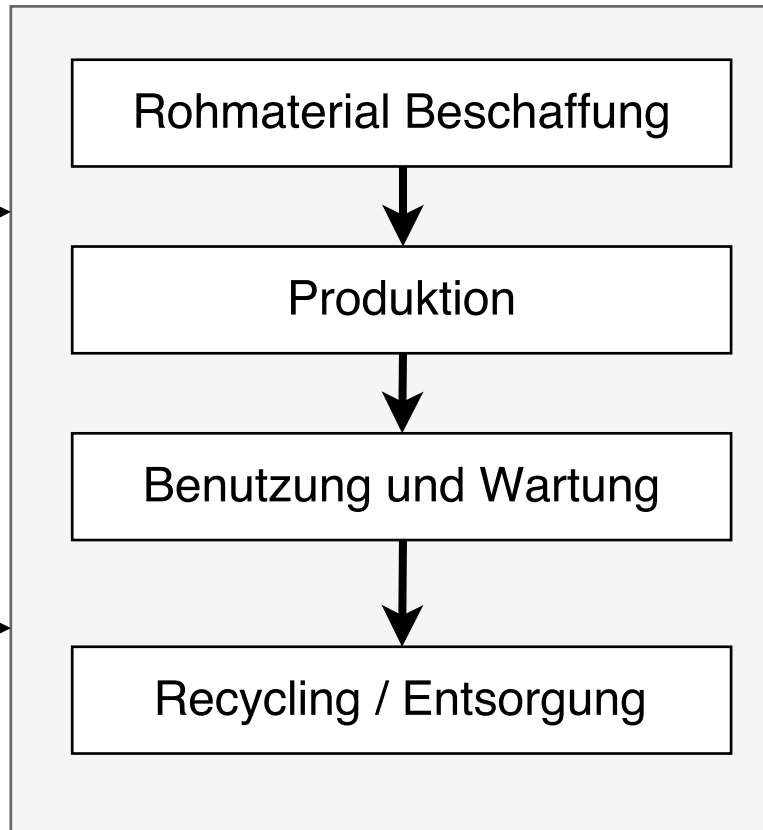 Rohmaterial Beschaffung
Produktion
Benutzung und Wartung
Recycling / Entsorgung